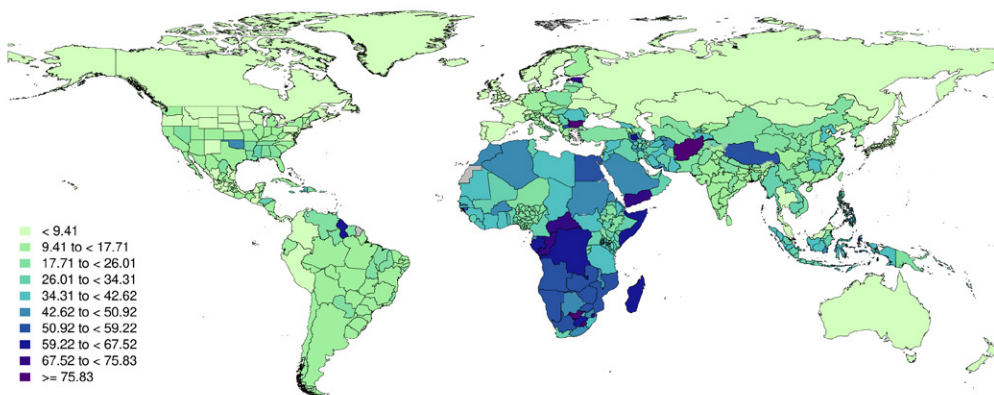 < 9.41
9.41 to < 17.71
17.71 to < 26.01
26.01 to < 34.31
34.31 to < 42.62
42.62 to < 50.92
50.92 to < 59.22
59.22 to < 67.52
67.52 to < 75.83
>= 75.83